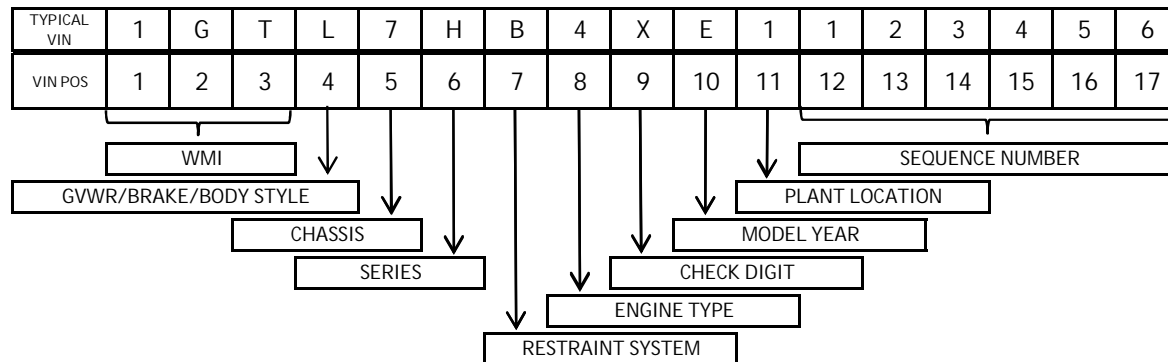 TYPICAL VIN 1 G T L 7 H B 4 X E 1 1 2 3 4 5 6
VIN POS 1 2 3 4 5 6 7 8 9 10 11 12 13 14 15 16 17
WMI SEQUENCE NUMBER
GVWR/BRAKE/BODY STYLE PLANT LOCATION
CHASSIS MODEL YEAR
SERIES CHECK DIGIT
ENGINE TYPE
RESTRAINT SYSTEM